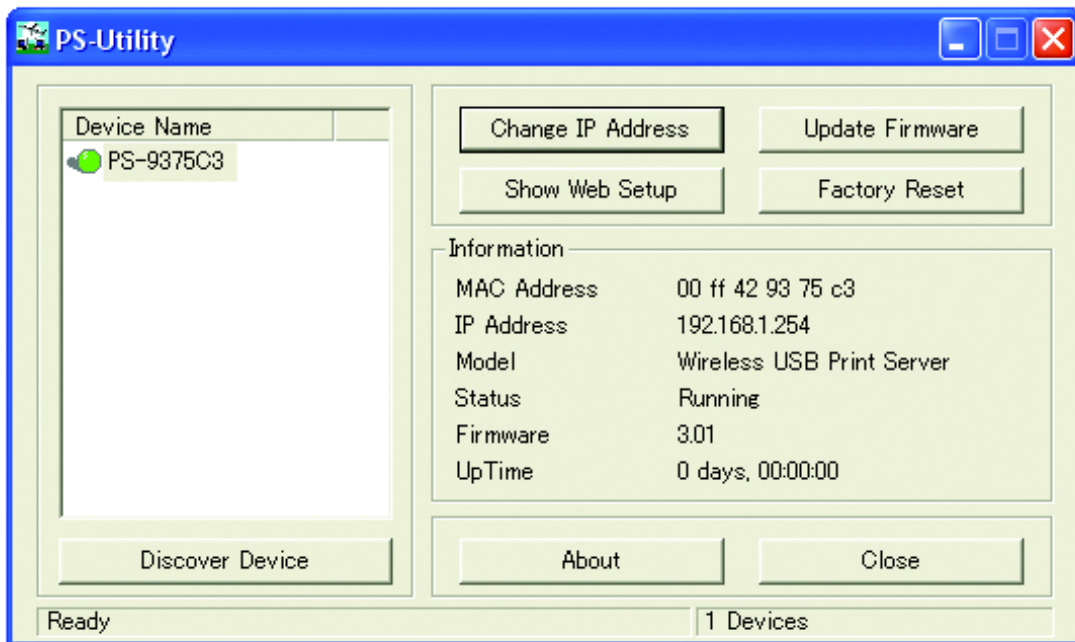 PS-Utility
Device Name
PS-9375C3
Discover Device
Change IP Address
Update Firmware
Show Web Setup
Factory Reset
Information
MAC Address 00 ff 42 93 75 c3
IP Address 192.168.1.254
Model Wireless USB Print Server
Status Running
Firmware 3.01
UpTime 0 days, 00:00:00
About
Close
Ready
1 Devices